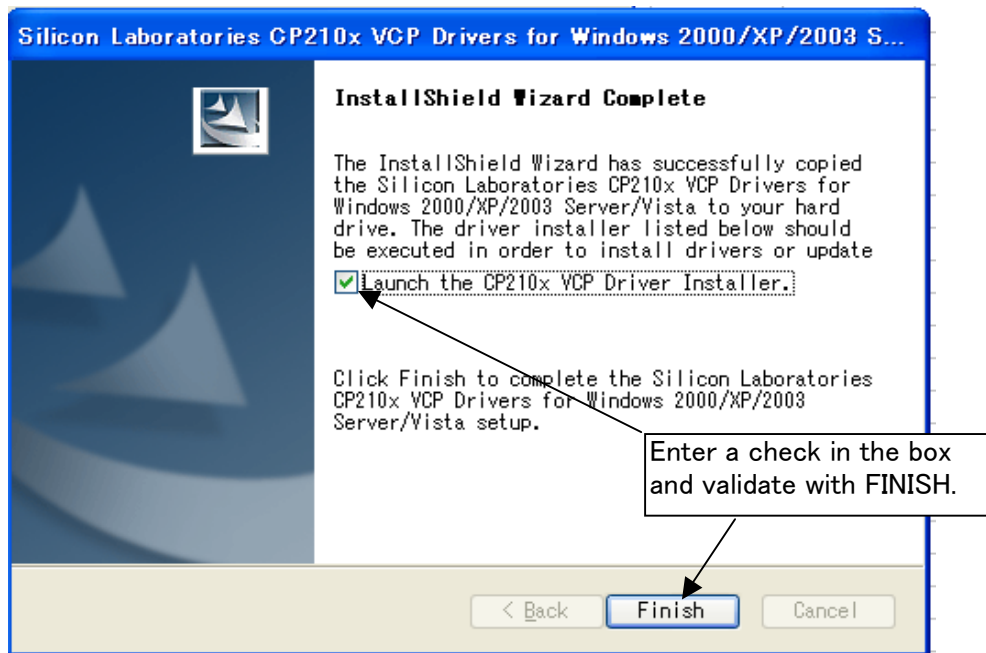 Silicon Laboratories CP210x VCP Drivers for Windows 2000/XP/2003 S...
InstallShield Wizard Complete
The InstallShield Wizard has successfully copied
the Silicon Laboratories CP210x VCP Drivers for
Windows 2000/XP/2003 Server/Vista to your hard
drive. The driver installer listed below should
be executed in order to install drivers or update
Launch the CP210x VCP Driver Installer.
Click Finish to complete the Silicon Laboratories
CP210x VCP Drivers for Windows 2000/XP/2003
Server/Vista setup.
Enter a check in the box
and validate with FINISH.
< Back Finish Cancel